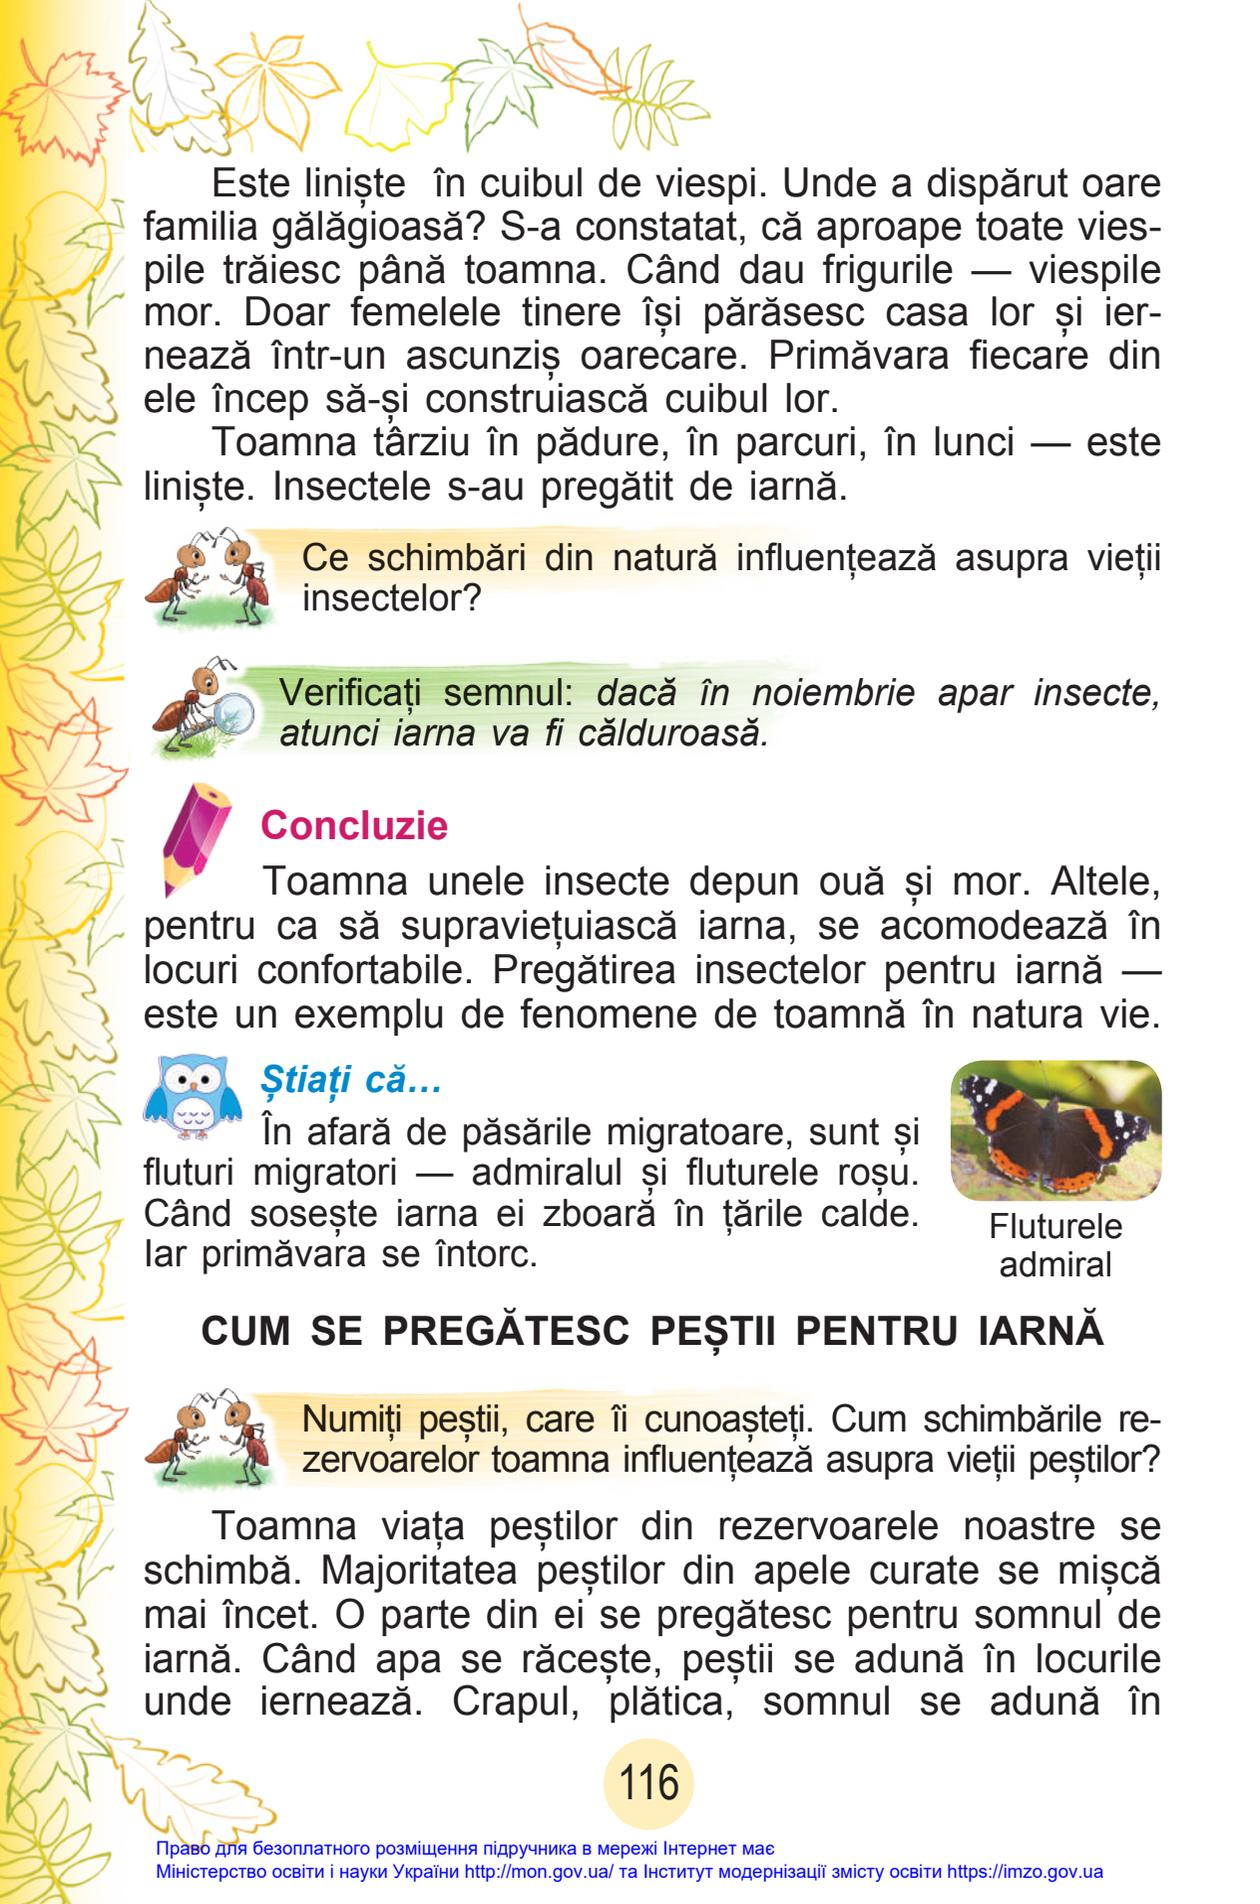 Este liniște în cuibul de viespi. Unde a dispărut oare
familia gălăgioasă? S-a constatat, că aproape toate vies-
pile trăiesc până toamna. Când dau frigurile — viespile
mor. Doar femelele tinere își părăsesc casa lor și ier-
nează într-un ascunziș oarecare. Primăvara fiecare din
ele încep să-și construiască cuibul lor.
Toamna târziu în pădure, în parcuri, în lunci — este
liniște. Insectele s-au pregătit de iarnă.
Ce schimbări din natură influențează asupra vieții
insectelor?
Verificați semnul: dacă în noiembrie apar insecte,
atunci iarna va fi călduroasă.
Concluzie
Toamna unele insecte depun ouă și mor. Altele,
pentru ca să supraviețuiască iarna, se acomodează în
locuri confortabile. Pregătirea insectelor pentru iarnă —
este un exemplu de fenomene de toamnă în natura vie.
Știați că…
În afară de păsările migratoare, sunt și
fluturi migratori — admiralul și fluturele roșu.
Când sosește iarna ei zboară în țările calde.
Iar primăvara se întorc.
Fluturele
admiral
CUM SE PREGĂTESC PEȘTII PENTRU IARNĂ
Numiți peștii, care îi cunoașteți. Cum schimbările re-
zervoarelor toamna influențează asupra vieții peștilor?
Toamna viața peștilor din rezervoarele noastre se
schimbă. Majoritatea peștilor din apele curate se mișcă
mai încet. O parte din ei se pregătesc pentru somnul de
iarnă. Când apa se răcește, peștii se adună în locurile
unde iernează. Crapul, plătica, somnul se adună în
116
Право для безоплатного розміщення підручника в мережі Інтернет має
Міністерство освіти і науки України http://mon.gov.ua/ та Інститут модернізації змісту освіти https://imzo.gov.ua